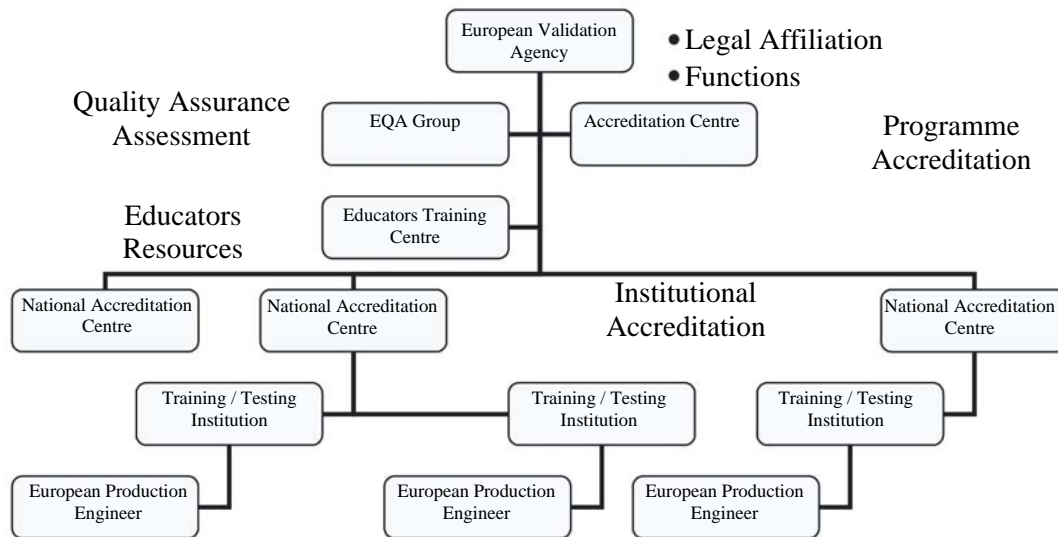 European Validation
Agency
• Legal Affiliation
• Functions
Quality Assurance
Assessment
EQA Group
Accreditation Centre
Programme
Accreditation
Educators
Resources
Educators Training
Centre
National Accreditation
Centre
National Accreditation
Centre
Institutional
Accreditation
National Accreditation
Centre
Training / Testing
Institution
Training / Testing
Institution
Training / Testing
Institution
European Production
Engineer
European Production
Engineer
European Production
Engineer